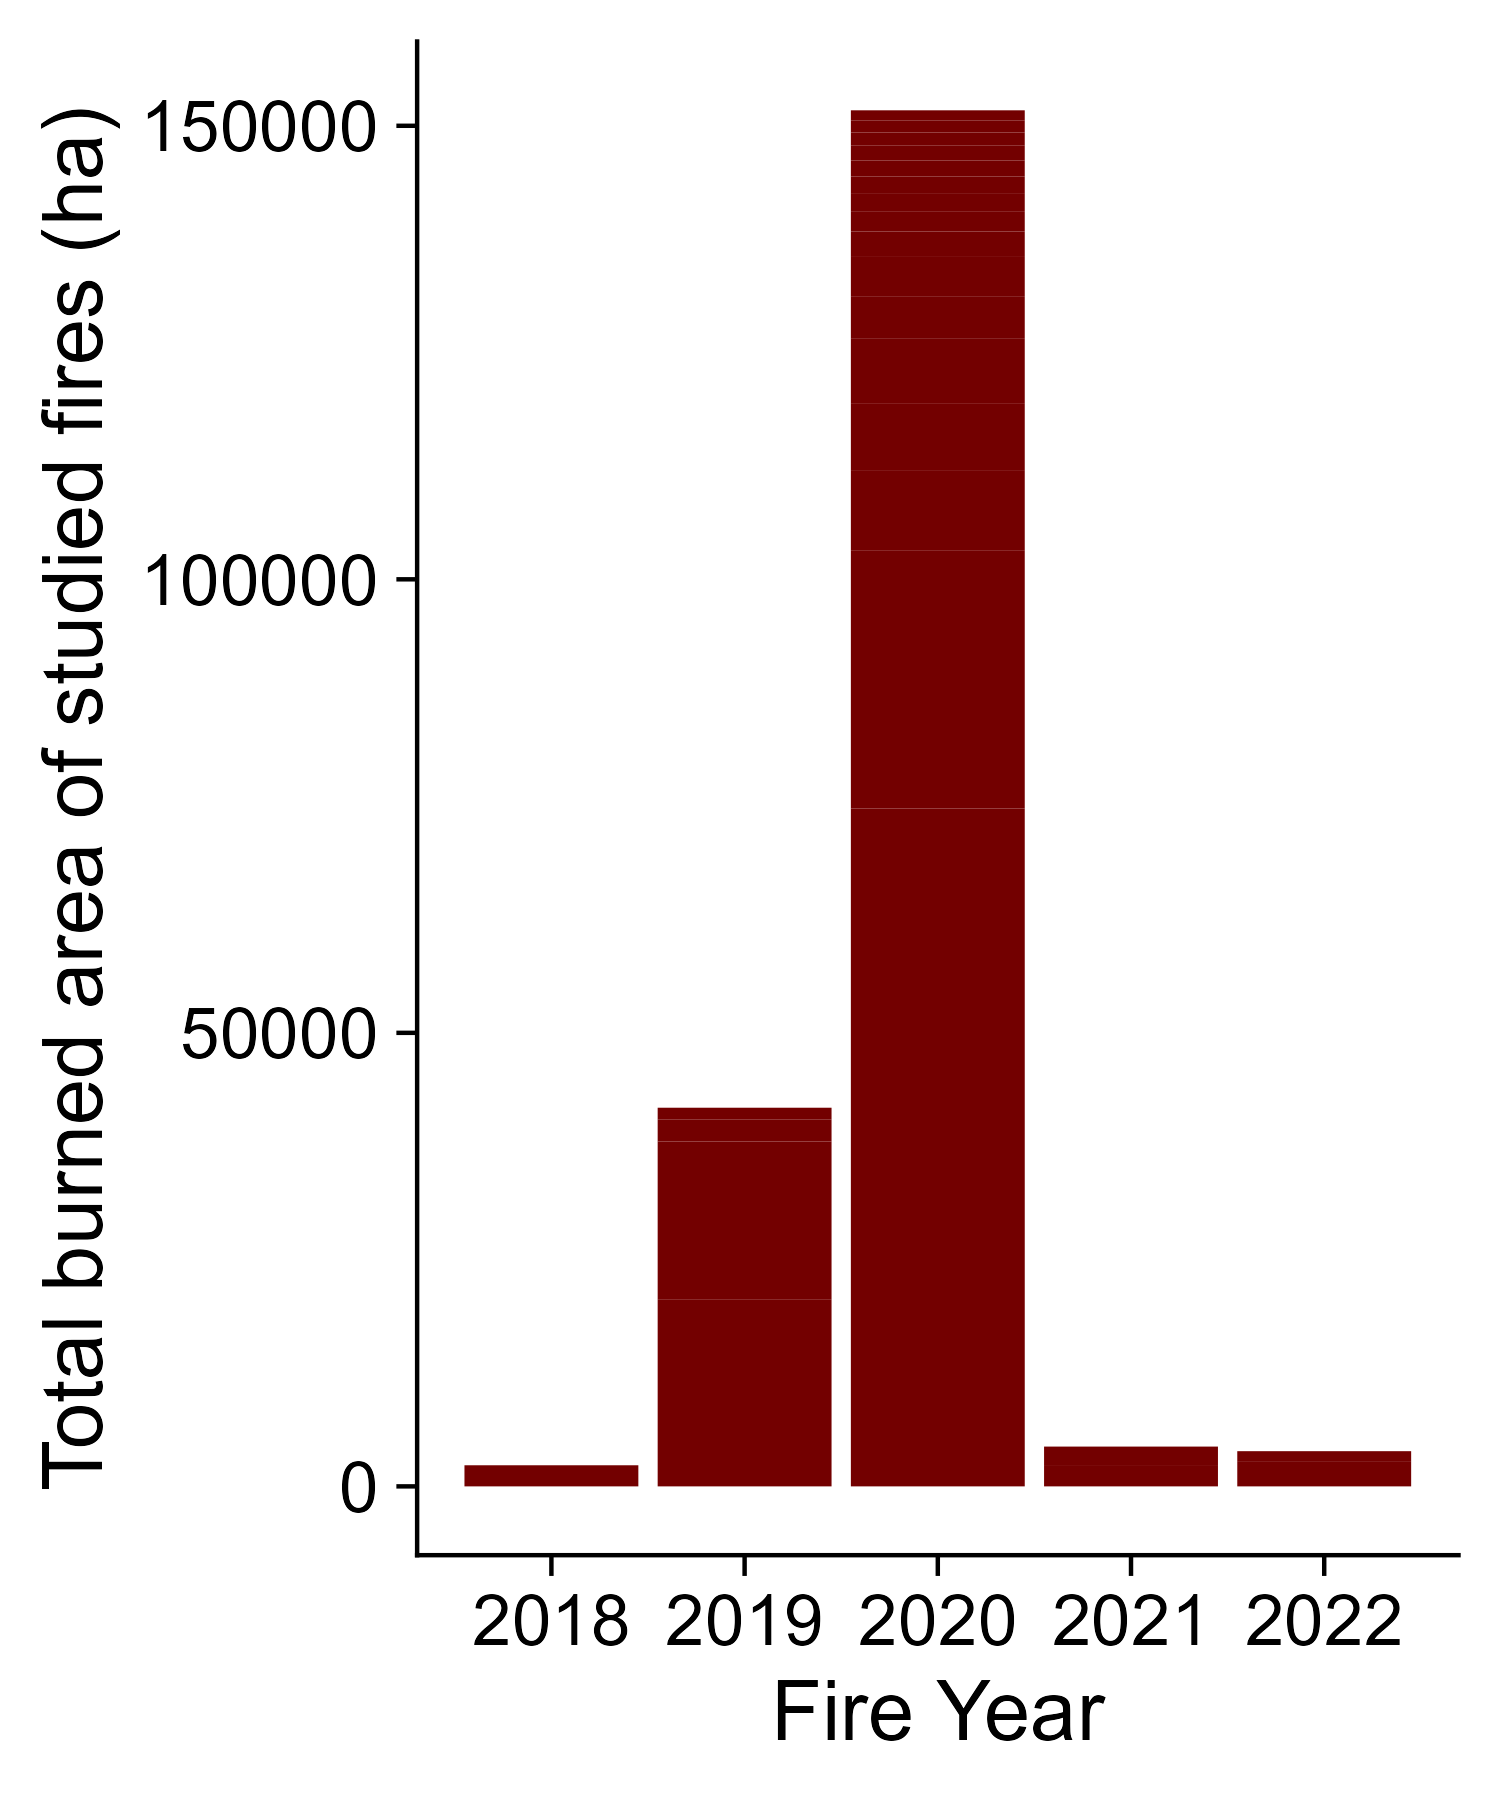 Total burned area of studied fires (ha)
150000
100000
50000
0
2018 2019 2020 2021 2022
Fire Year